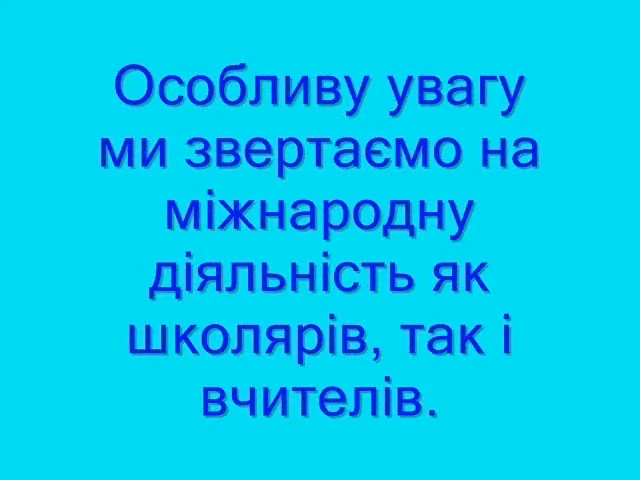 Особливу увагу
ми звертаємо на
міжнародну
діяльність як
школярів, так і
вчителів.